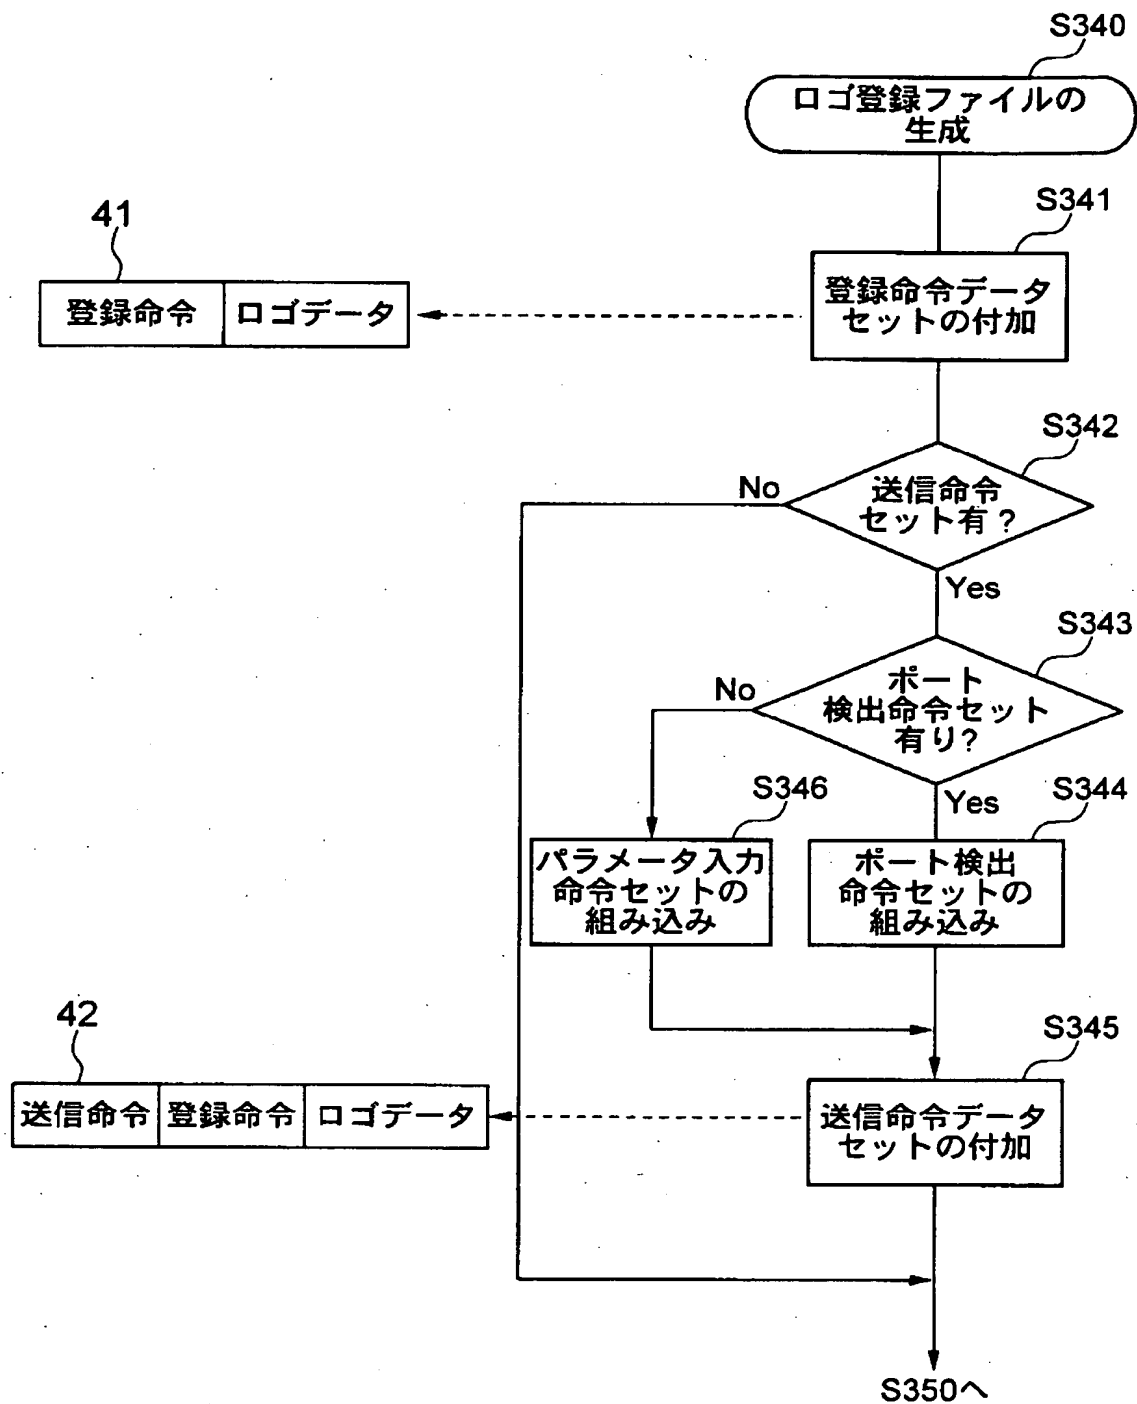 S340
ロゴ登録ファイルの
生成
S341
41
登録命令 ロゴデータ
登録命令データ
セットの付加
S342
No
送信命令
セット有？
Yes
S343
No
ポート
検出命令セット
有り?
Yes
S346
S344
パラメータ入力
命令セットの
組み込み
ポート検出
命令セットの
組み込み
42
S345
送信命令 登録命令 ロゴデータ
送信命令データ
セットの付加
S350へ